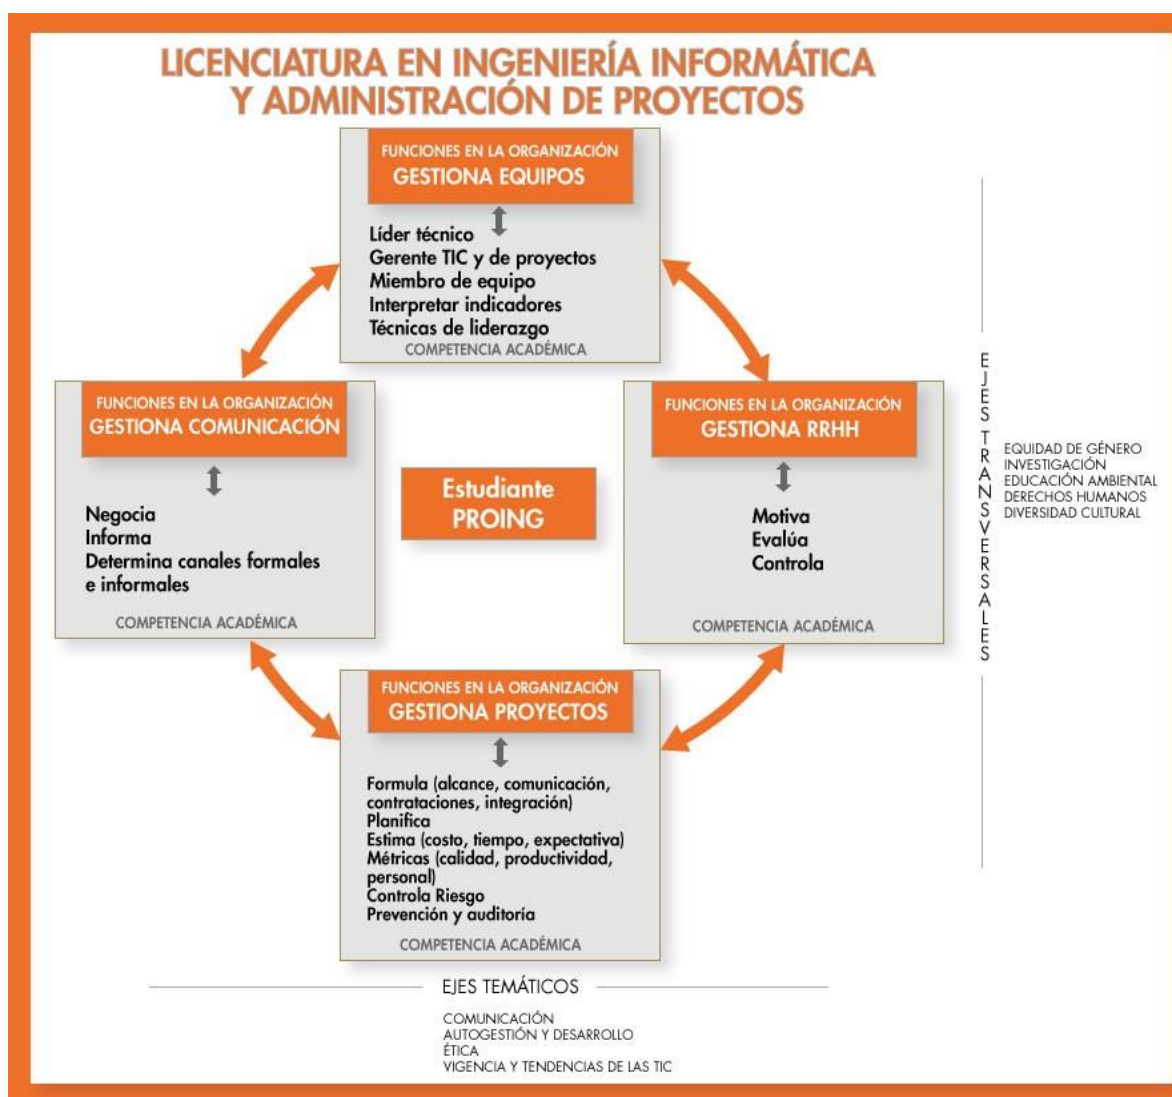 LICENCIATURA EN INGENIERÍA INFORMÁTICA
Y ADMINISTRACIÓN DE PROYECTOS
FUNCIONES EN LA ORGANIZACIÓN
GESTIONA EQUIPOS
Líder técnico
Gerente TIC y de proyectos
Miembro de equipo
Interpretar indicadores
Técnicas de liderazgo
COMPETENCIA ACADÉMICA
FUNCIONES EN LA ORGANIZACIÓN
GESTIONA COMUNICACIÓN
Negocia
Informa
Determina canales formales
e informales
COMPETENCIA ACADÉMICA
Estudiante
PROING
FUNCIONES EN LA ORGANIZACIÓN
GESTIONA RRHH
Motiva
Evalúa
Controla
COMPETENCIA ACADÉMICA
FUNCIONES EN LA ORGANIZACIÓN
GESTIONA PROYECTOS
Formula (alcance, comunicación,
contrataciones, integración)
Planifica
Estima (costo, tiempo, expectativa)
Métricas (calidad, productividad,
personal)
Controla Riesgo
Prevención y auditoría
COMPETENCIA ACADÉMICA
EJES TRANSVERSALES
EQUIDAD DE GÉNERO
INVESTIGACIÓN
EDUCACIÓN AMBIENTAL
DERECHOS HUMANOS
DIVERSIDAD CULTURAL
EJES TEMÁTICOS
COMUNICACIÓN
AUTOGESTIÓN Y DESARROLLO
ÉTICA
VIGENCIA Y TENDENCIAS DE LAS TIC